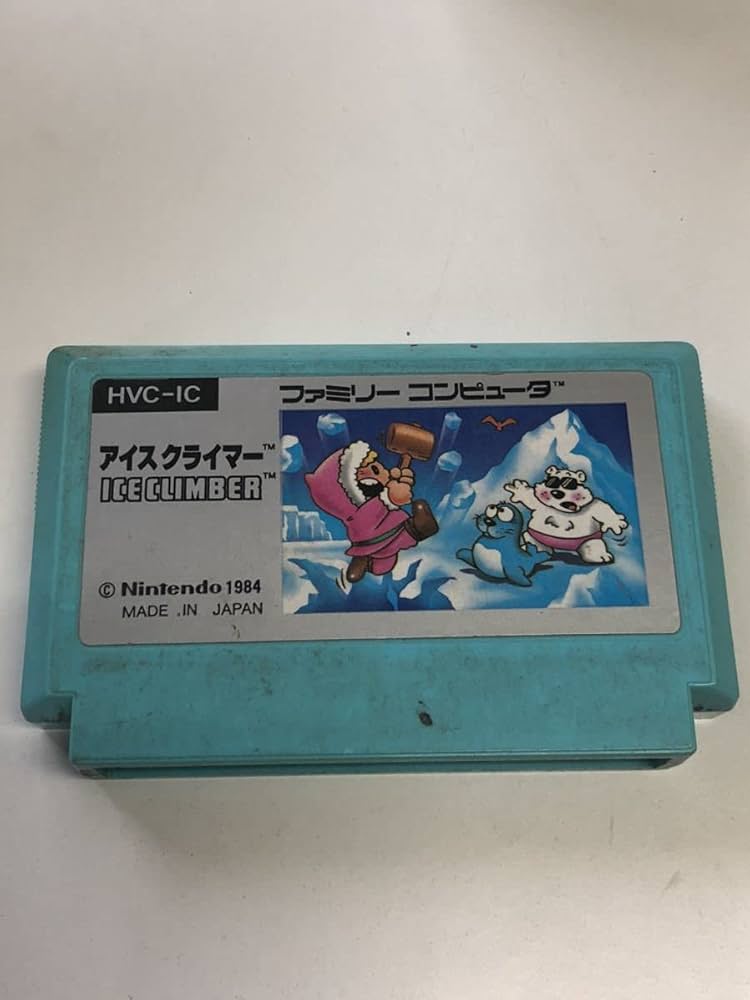 HVC-IC
ファミリー コンピュータ™
アイスクライマー™
ICE CLIMBER™
© Nintendo 1984
MADE IN JAPAN